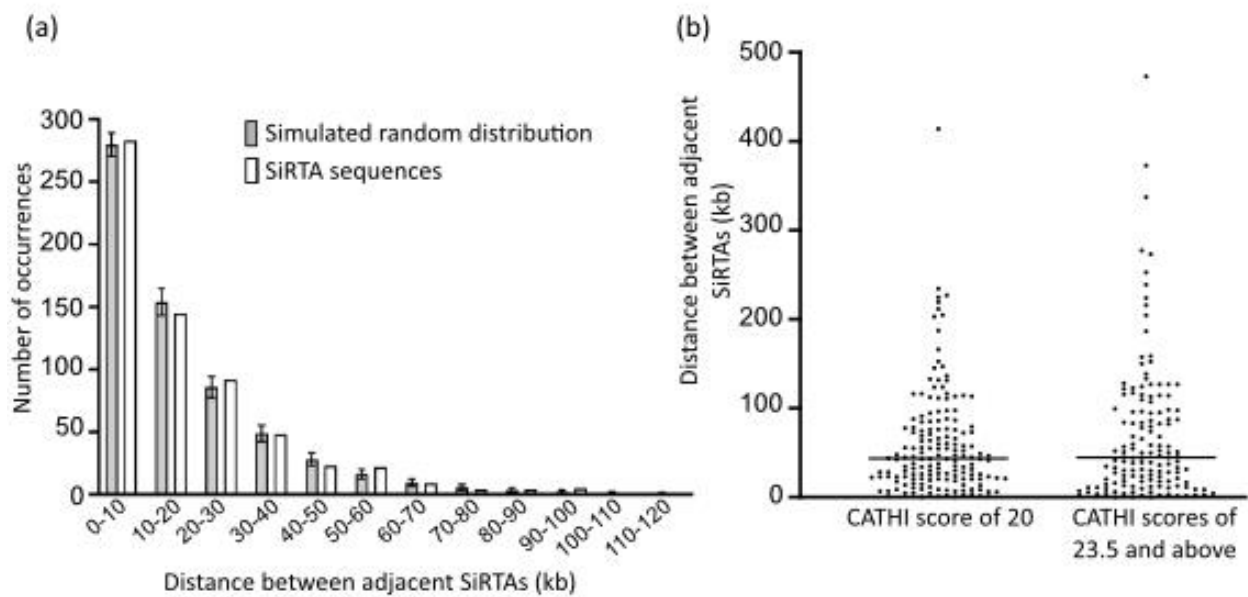 (a)
Number of occurrences
300
250
200
150
100
50
0
Simulated random distribution
SiRTA sequences
0-10
10-20
20-30
30-40
40-50
50-60
60-70
70-80
80-90
90-100
100-110
110-120
Distance between adjacent SiRTAs (kb)
(b)
Distance between adjacent
SiRTAs (kb)
500
400
300
200
100
0
CATHI score of 20
CATHI scores of
23.5 and above